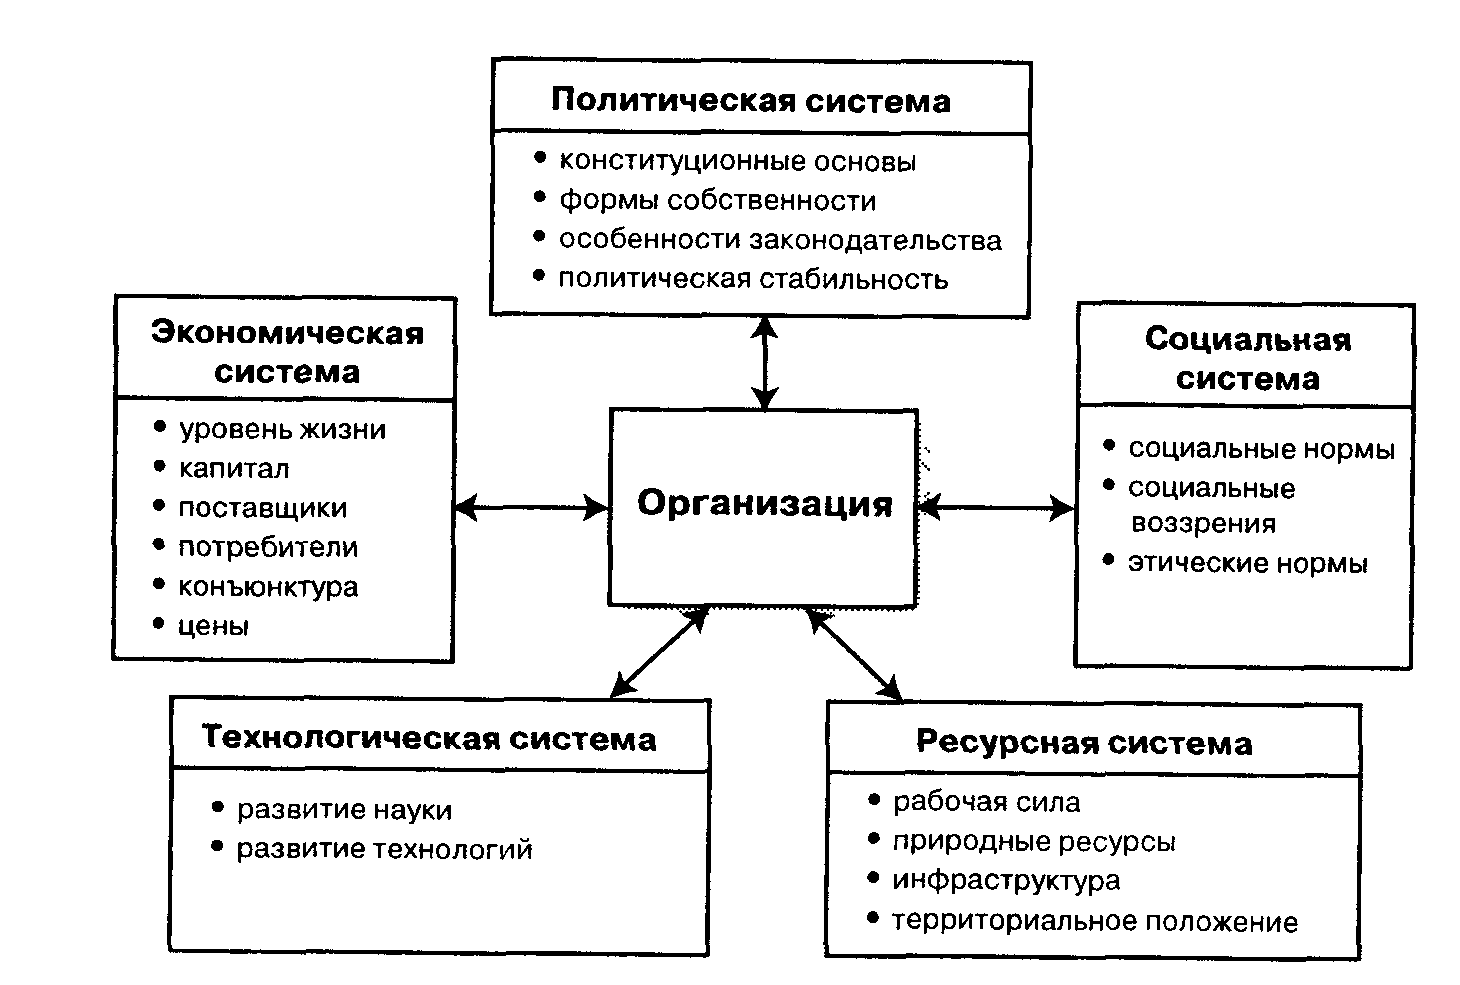 Политическая система
• конституционные основы
• формы собственности
• особенности законодательства
• политическая стабильность
Экономическая
система
• уровень жизни
• капитал
• поставщики
• потребители
• конъюнктура
• цены
Организация
Социальная
система
• социальные нормы
• социальные
воззрения
• этические нормы
Технологическая система
• развитие науки
• развитие технологий
Ресурсная система
• рабочая сила
• природные ресурсы
• инфраструктура
• территориальное положение